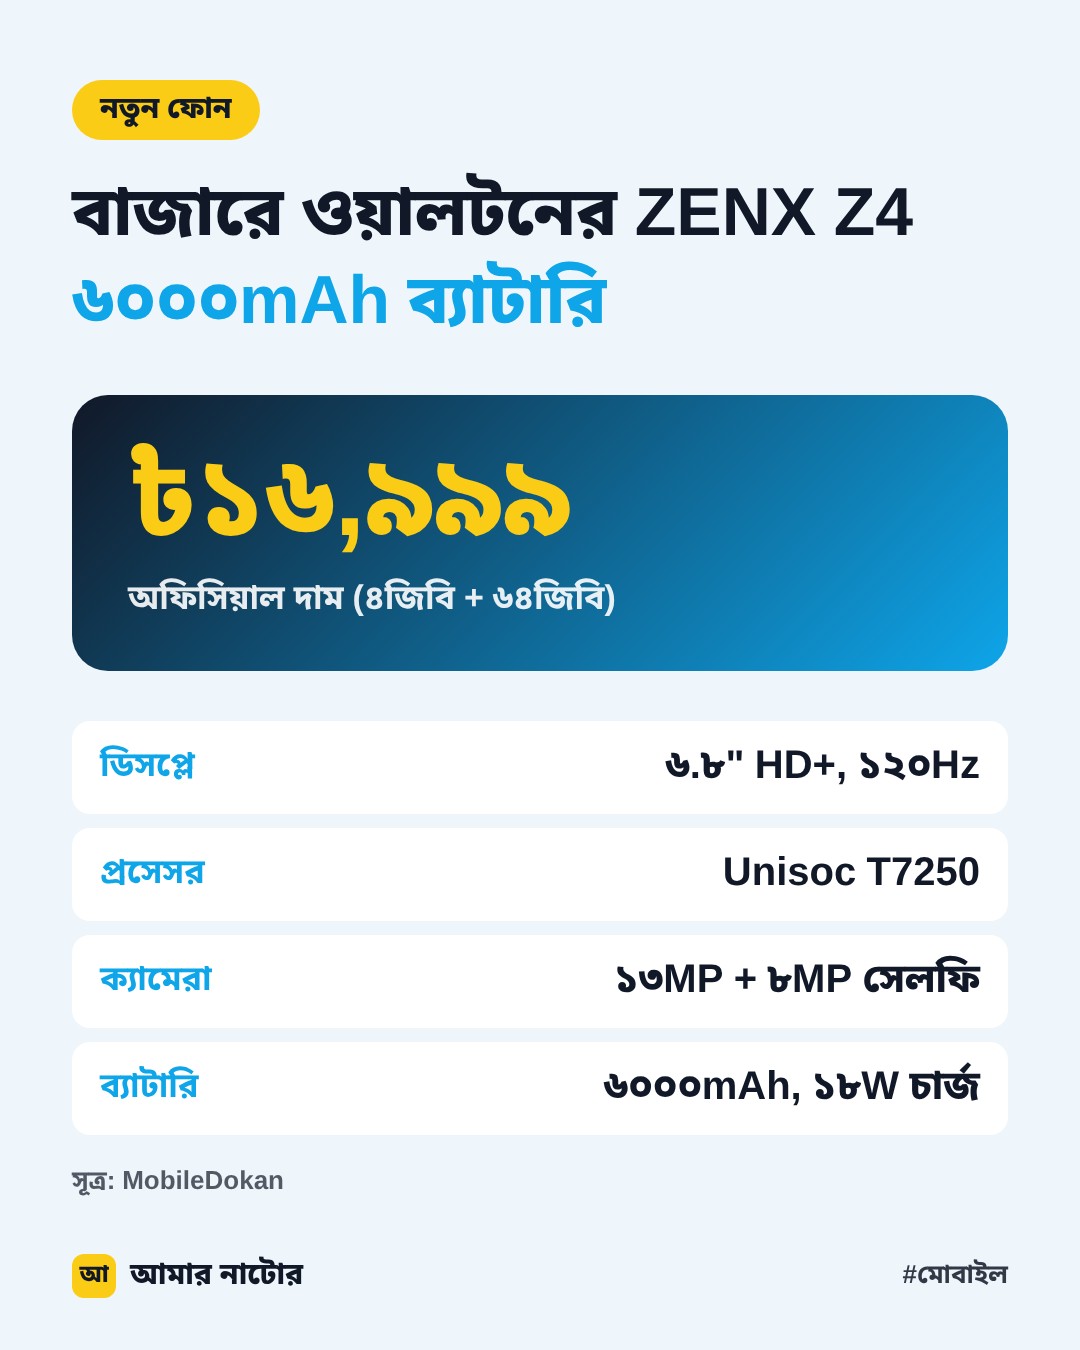 নতুন ফোন
বাজারে ওয়ালটনের ZENX Z4
৬০০০mAh ব্যাটারি
৳১৬,৯৯৯
অফিসিয়াল দাম (৪জিবি + ৬৪জিবি)
ডিসপ্লে ৬.৮" HD+, ১২০Hz
প্রসেসর Unisoc T7250
ক্যামেরা ১৩MP + ৮MP সেলফি
ব্যাটারি ৬০০০mAh, ১৮W চার্জ
সূত্র: MobileDokan
আ আমার নাটোর #মোবাইল